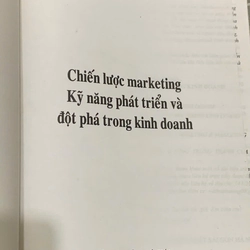 Chiến lược marketing
Kỹ năng phát triển và
đột phá trong kinh doanh